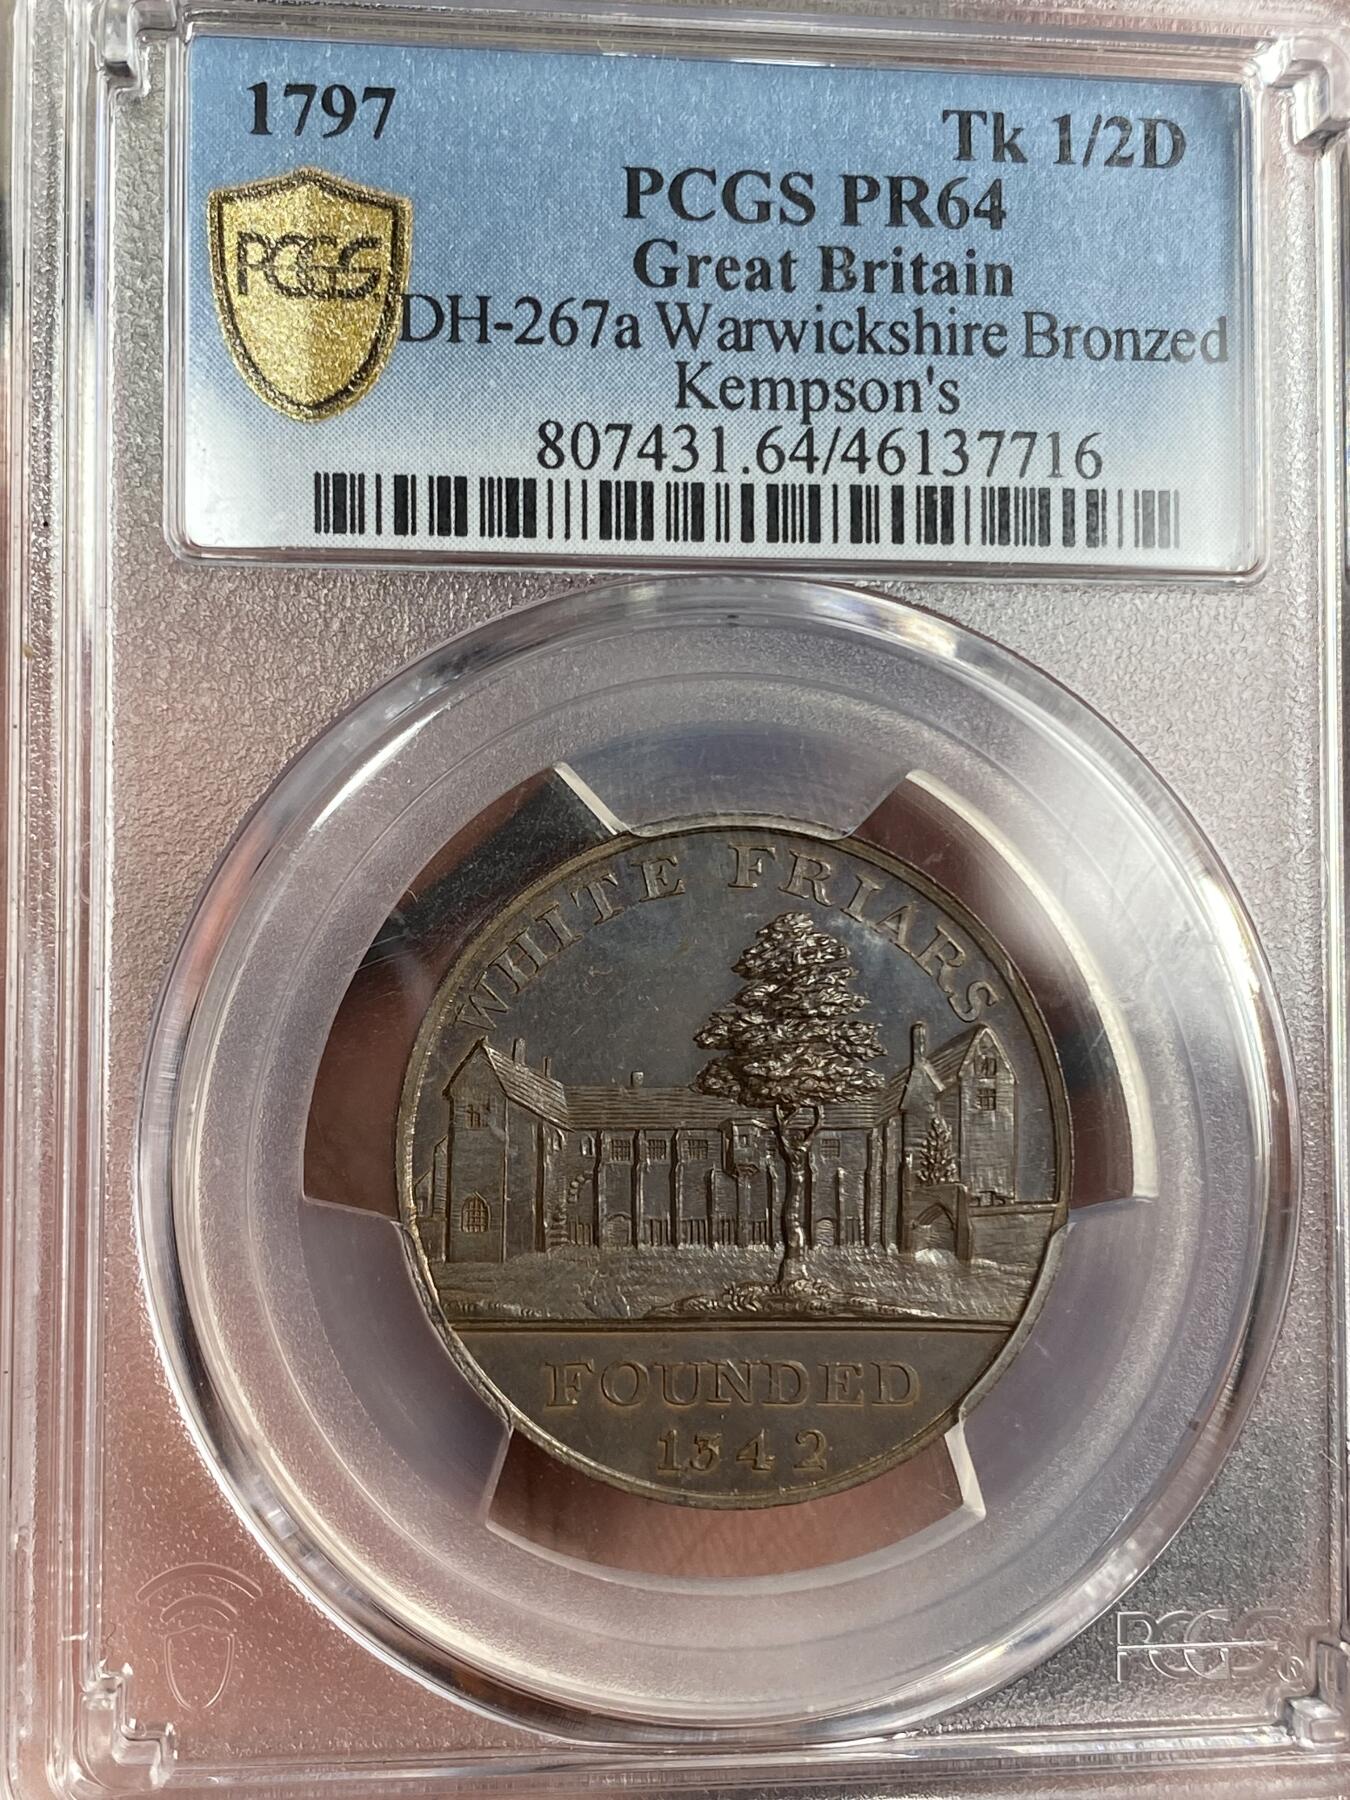 1797
Tk 1/2D
PCGS PR64
PCGS
Great Britain
DH-267a Warwickshire Bronzed
Kempson's
807431.64/46137716
WHITE FRIARS
FOUNDED
1342
PCGS